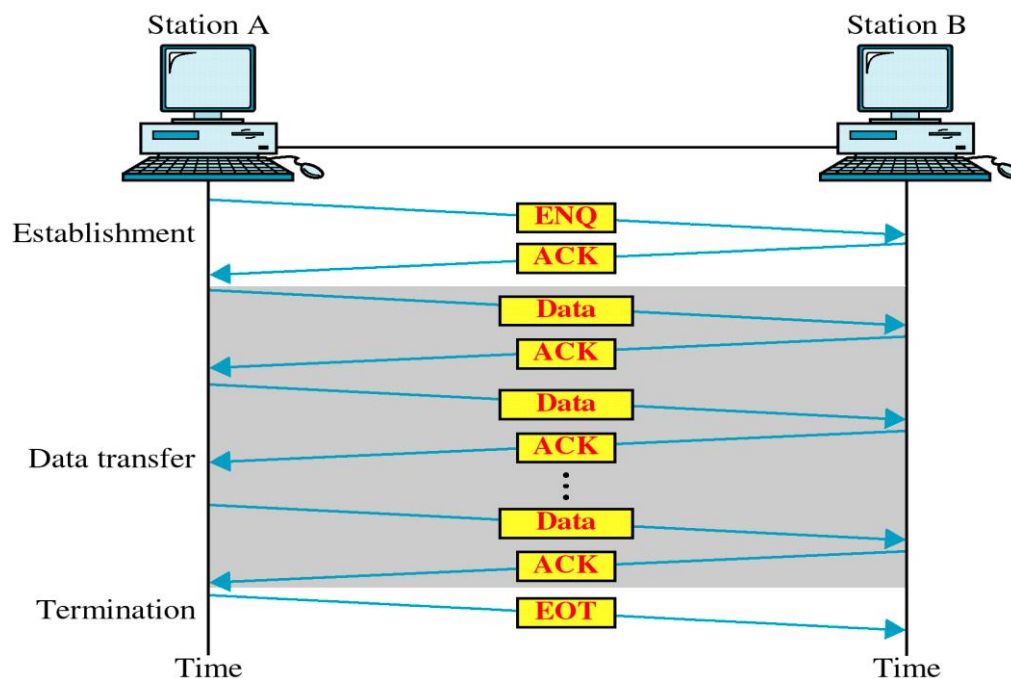 Station A
Station B
Establishment
ENQ
ACK
Data
ACK
Data
Data transfer
ACK
Data
ACK
Termination
EOT
Time
Time